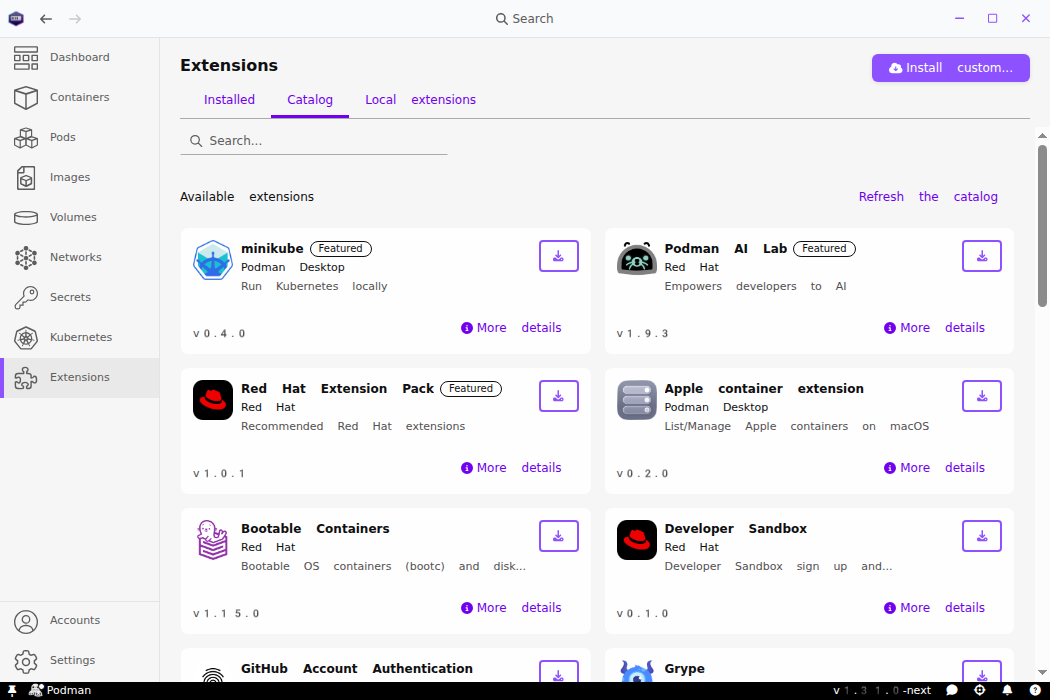 Search
Dashboard
Containers
Pods
Images
Volumes
Networks
Secrets
Kubernetes
Extensions
Accounts
Settings
Extensions
Install custom...
Installed Catalog Local extensions
Search...
Available extensions
Refresh the catalog
minikube Featured
Podman Desktop
Run Kubernetes locally
v0.4.0
More details
Podman AI Lab Featured
Red Hat
Empowers developers to AI
v1.9.3
More details
Red Hat Extension Pack Featured
Red Hat
Recommended Red Hat extensions
v1.0.1
More details
Apple container extension
Podman Desktop
List/Manage Apple containers on macOS
v0.2.0
More details
Bootable Containers
Red Hat
Bootable OS containers (bootc) and disk...
v1.15.0
More details
Developer Sandbox
Red Hat
Developer Sandbox sign up and...
v0.1.0
More details
GitHub Account Authentication
Grype
Podman
v1.31.0-next